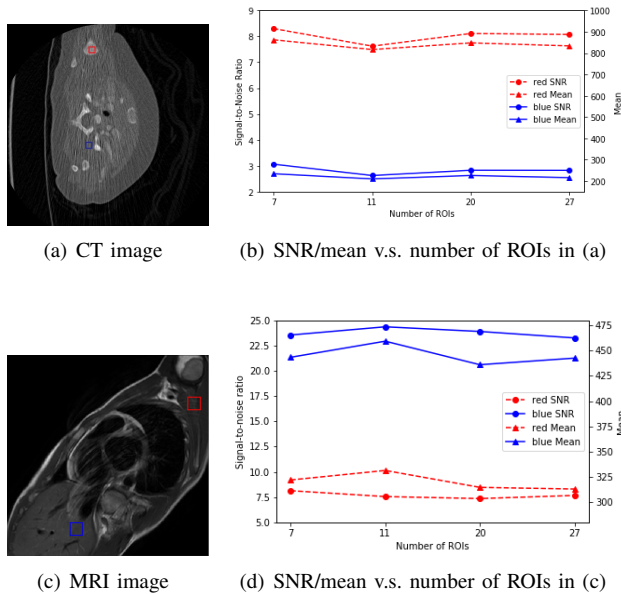 9
8
7
6
5
4
3
2
1000
900
800
700
600
500
400
300
200
Signal-to-Noise Ratio
Mean
red SNR
red Mean
blue SNR
blue Mean
7
11
20
27
Number of ROIs
(a) CT image
(b) SNR/mean v.s. number of ROIs in (a)
25.0
22.5
20.0
17.5
15.0
12.5
10.0
7.5
5.0
475
450
425
400
375
350
325
300
Signal-to-noise ratio
Mean
red SNR
blue SNR
red Mean
blue Mean
7
11
20
27
Number of ROIs
(c) MRI image
(d) SNR/mean v.s. number of ROIs in (c)